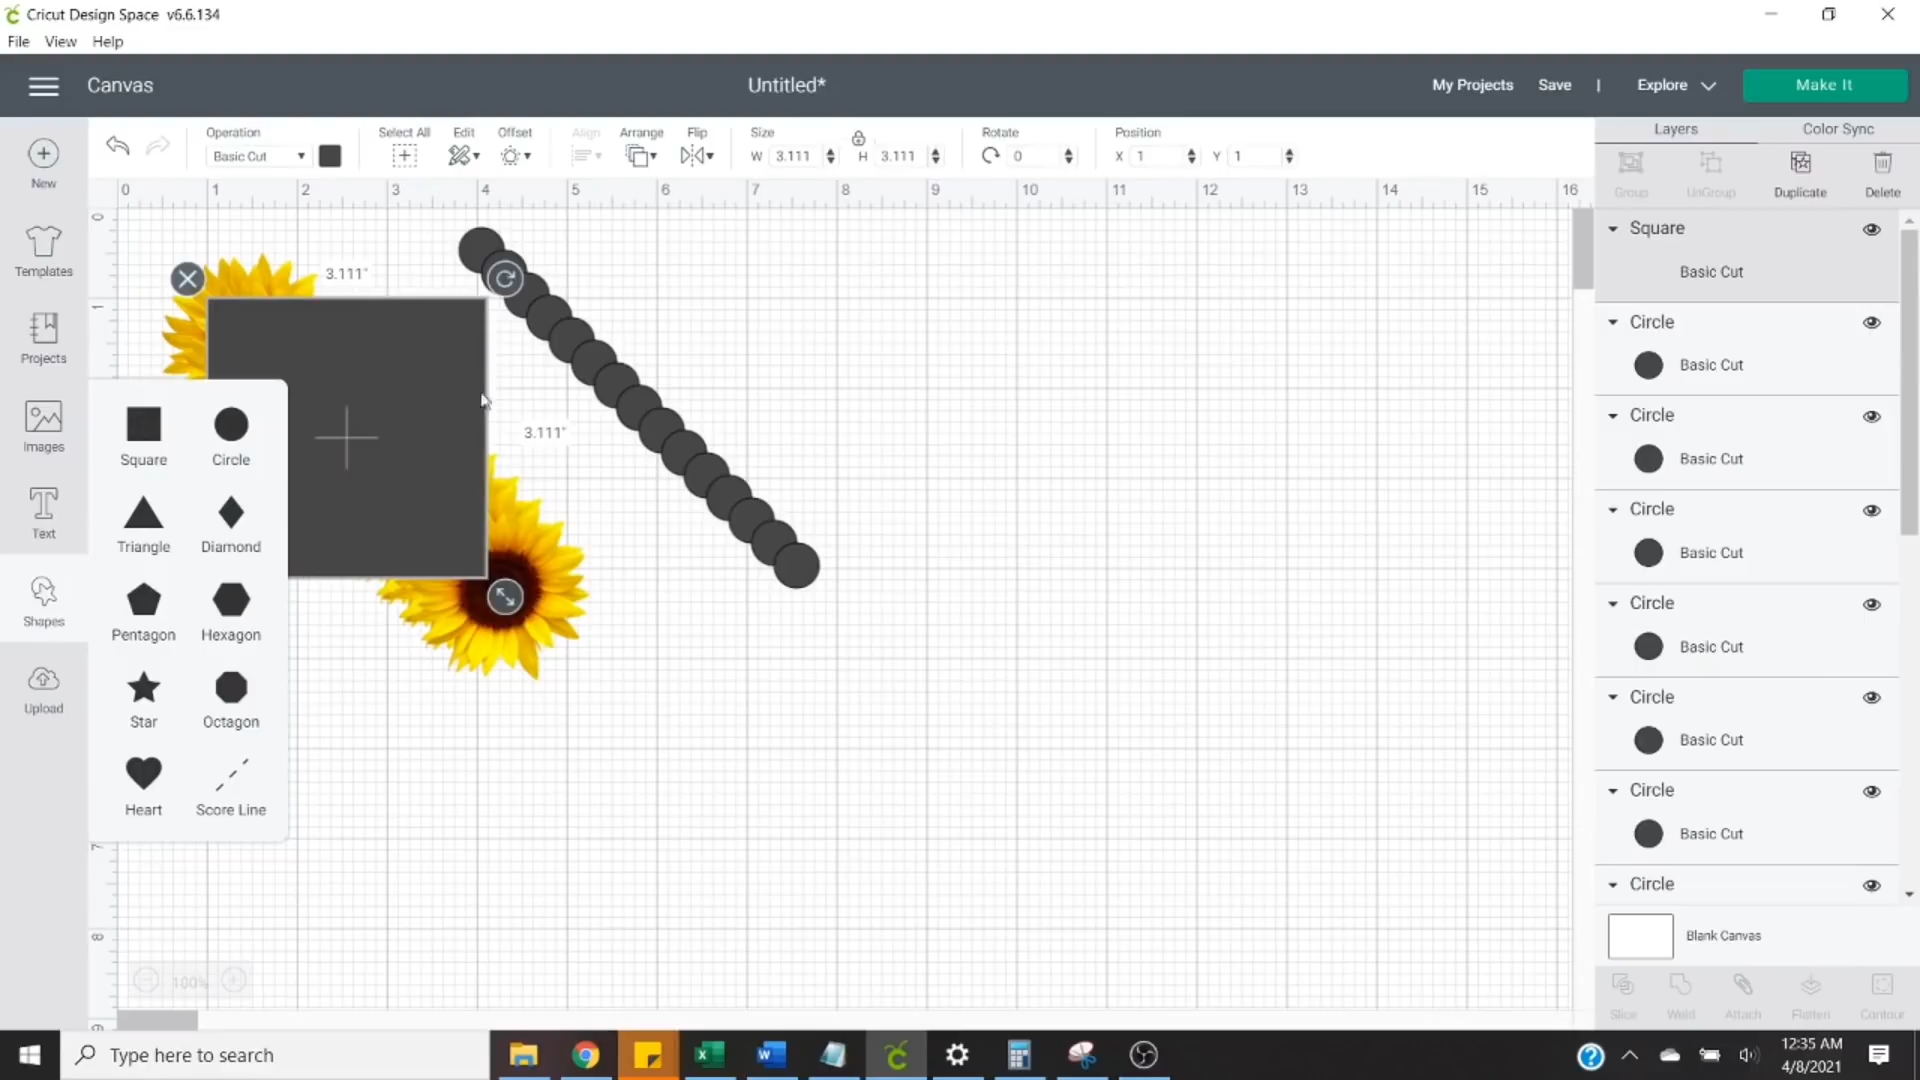 Cricut Design Space v6.6.134
File View Help
Canvas
Untitled*
My Projects Save | Explore Make It
Operation
Basic Cut
Select All Edit Offset Align Arrange Flip
Size
W 3.111 H 3.111
Rotate
0
Position
X 1 Y 1
Layers Color Sync
Group UnGroup Duplicate Delete
New
Templates
Projects
Images
Text
Shapes
Upload
0 1 2 3 4 5 6 7 8 9 10 11 12 13 14 15 16
0
1
7
8
9
3.111"
3.111"
Square Circle
Triangle Diamond
Pentagon Hexagon
Star Octagon
Heart Score Line
100%
Square
Basic Cut
Circle
Basic Cut
Circle
Basic Cut
Circle
Basic Cut
Circle
Basic Cut
Circle
Basic Cut
Circle
Basic Cut
Circle
Blank Canvas
Slice Weld Attach Flatten Contour
Type here to search
12:35 AM
4/8/2021